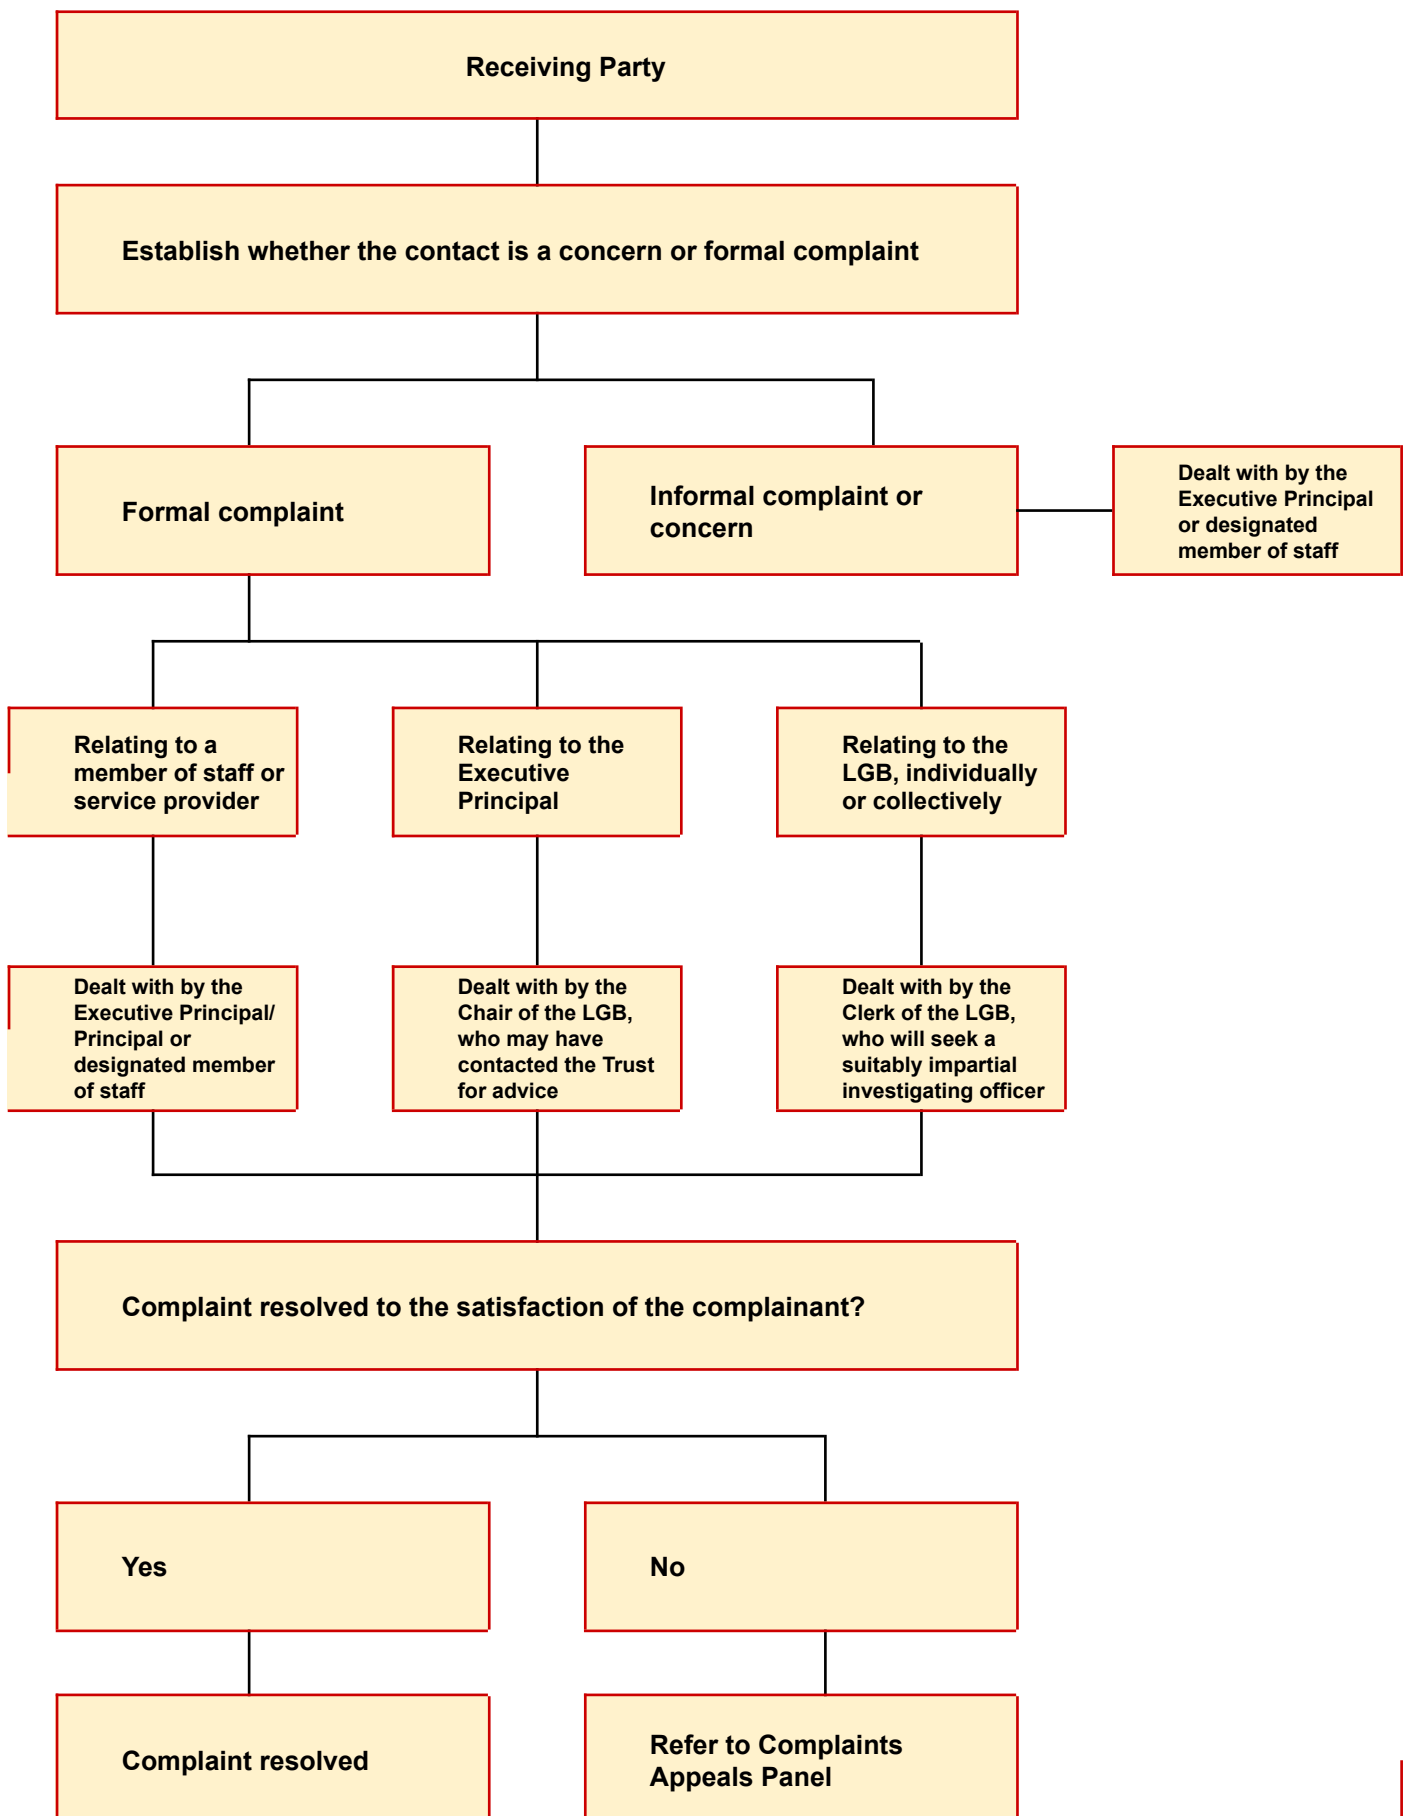 Receiving Party
Establish whether the contact is a concern or formal complaint
Formal complaint
Informal complaint or
concern
Dealt with by the
Executive Principal
or designated
member of staff
Relating to a
member of staff or
service provider
Relating to the
Executive
Principal
Relating to the
LGB, individually
or collectively
Dealt with by the
Executive Principal/
Principal or
designated member
of staff
Dealt with by the
Chair of the LGB,
who may have
contacted the Trust
for advice
Dealt with by the
Clerk of the LGB,
who will seek a
suitably impartial
investigating officer
Complaint resolved to the satisfaction of the complainant?
Yes
No
Complaint resolved
Refer to Complaints
Appeals Panel